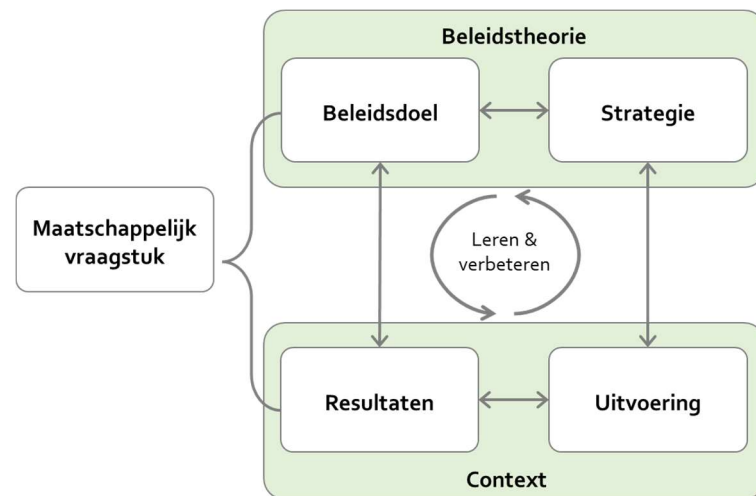 Beleidstheorie
Beleidsdoel
Strategie
Maatschappelijk
vraagstuk
Leren &
verbeteren
Resultaten
Uitvoering
Context